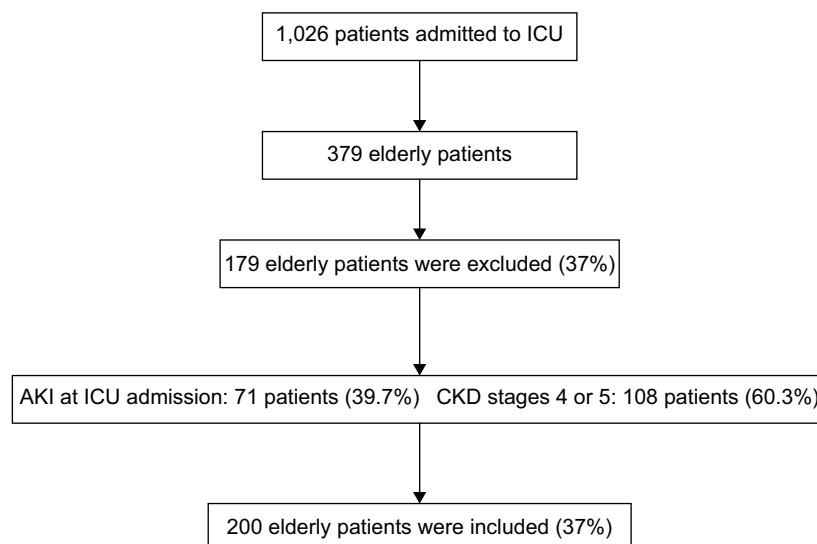 1,026 patients admitted to ICU
379 elderly patients
179 elderly patients were excluded (37%)
AKI at ICU admission: 71 patients (39.7%) CKD stages 4 or 5: 108 patients (60.3%)
200 elderly patients were included (37%)